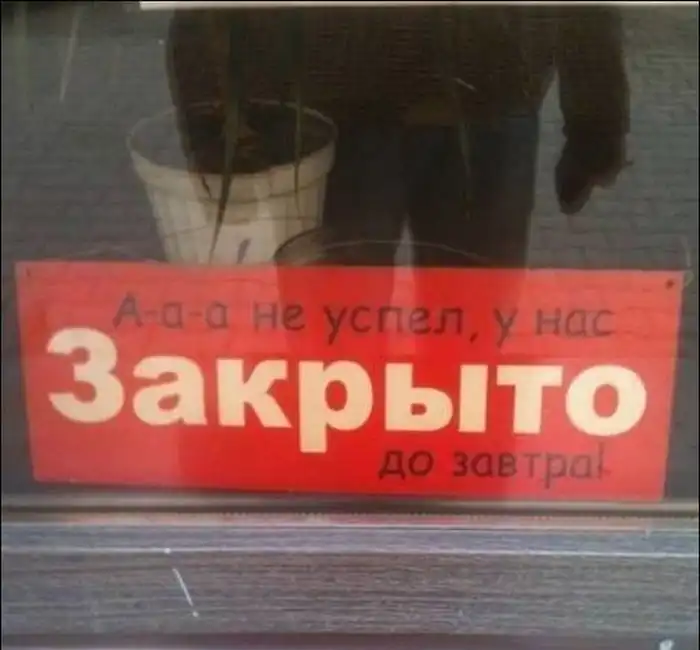 А-а-а не успел, у нас
Закрыто
до завтра!